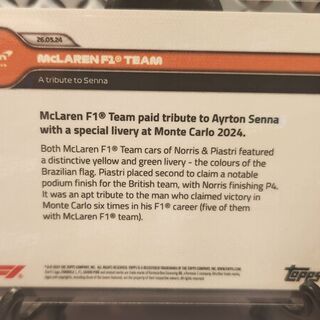 26.05.24
McLAREN F1® TEAM
A tribute to Senna
McLaren F1® Team paid tribute to Ayrton Senna
with a special livery at Monte Carlo 2024.
Both McLaren F1® Team cars of Norris & Piastri featured
a distinctive yellow and green livery - the colours of the
Brazilian flag. Piastri placed second to claim a notable
podium finish for the British team, with Norris finishing P4.
It was an apt tribute to the man who claimed victory in
Monte Carlo six times in his F1® career (five of them
with McLaren F1® team).
F1
Topps